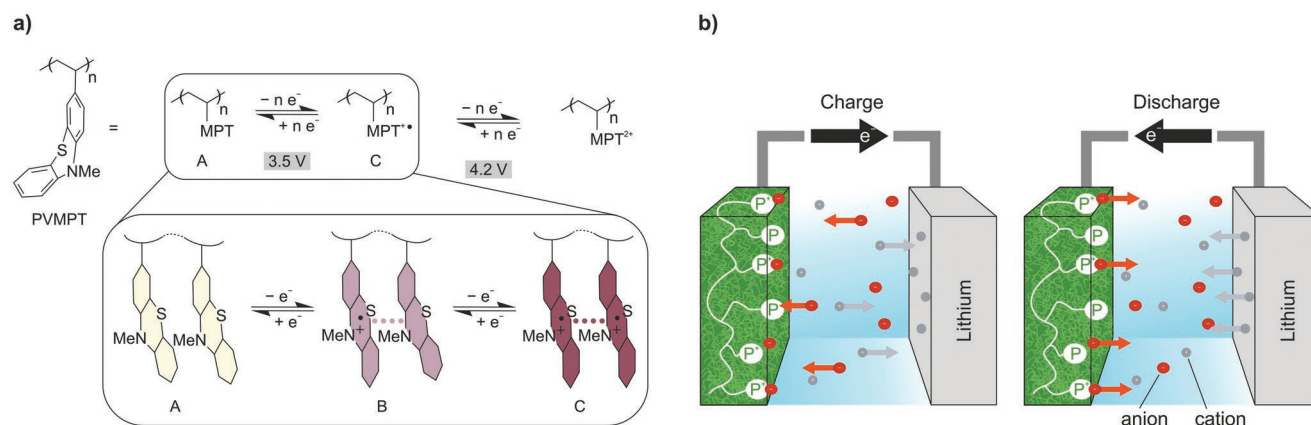 a)
n
S
NMe
PVMPT
=
n
MPT
A
– n e⁻
+ n e⁻
3.5 V
n
MPT⁺•
C
– n e⁻
+ n e⁻
4.2 V
n
MPT²⁺
S
S
MeN
MeN
A
– e⁻
+ e⁻
S
S
•
MeN
+
MeN
B
– e⁻
+ e⁻
S
S
•
•
MeN
+
MeN
+
C
b)
Charge
e⁻
P⁺
P
P⁺
P
P⁺
P⁺
Lithium
Discharge
e⁻
P⁺
P
P⁺
P
P⁺
P⁺
Lithium
anion
cation